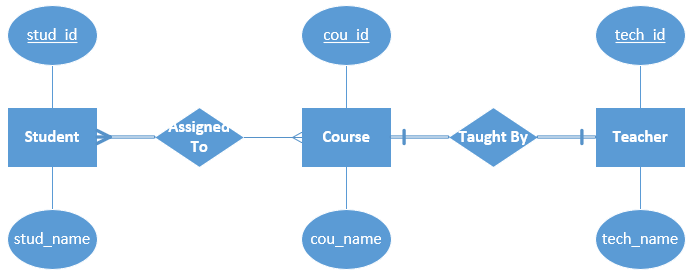 stud_id
cou_id
tech_id
Student
Assigned
To
Course
Taught By
Teacher
stud_name
cou_name
tech_name